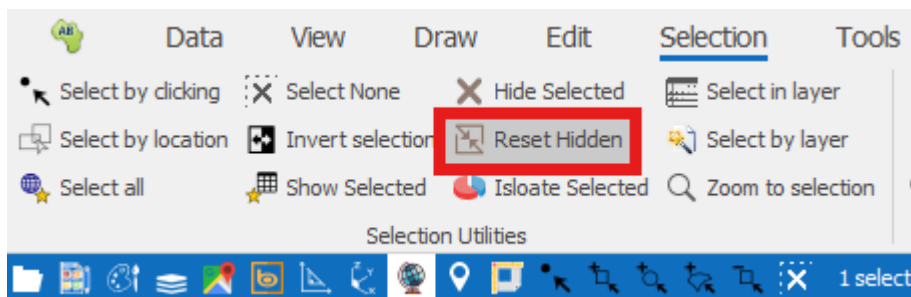 AB
Data View Draw Edit Selection Tools
Select by clicking Select None Hide Selected Select in layer
Select by location Invert selection Reset Hidden Select by layer
Select all Show Selected Isloate Selected Zoom to selection
Selection Utilities
1 select